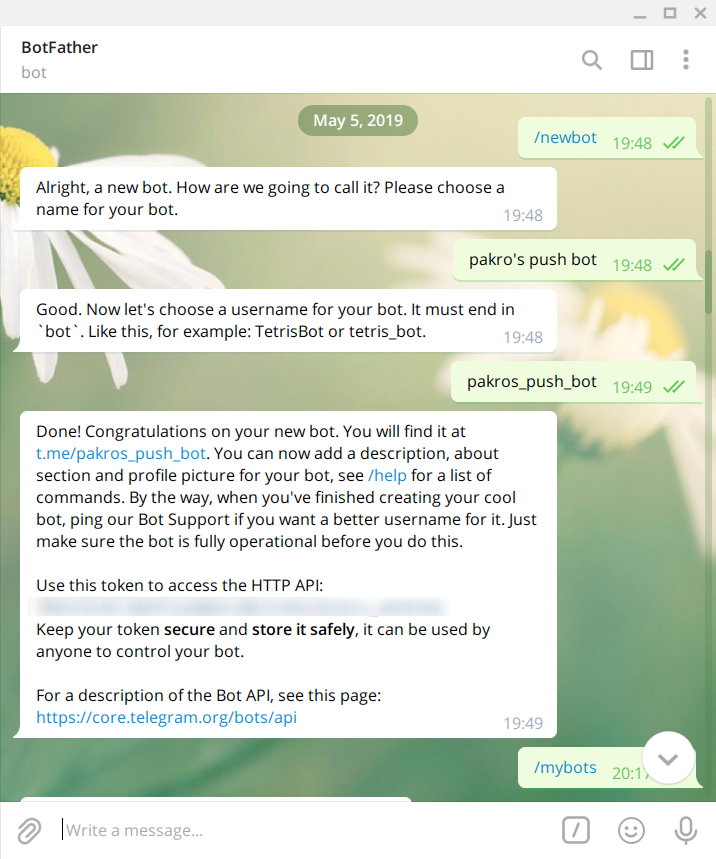 BotFather
bot
May 5, 2019
/newbot 19:48
Alright, a new bot. How are we going to call it? Please choose a
name for your bot.
19:48
pakro's push bot 19:48
Good. Now let's choose a username for your bot. It must end in
`bot`. Like this, for example: TetrisBot or tetris_bot.
19:48
pakros_push_bot 19:49
Done! Congratulations on your new bot. You will find it at
t.me/pakros_push_bot. You can now add a description, about
section and profile picture for your bot, see /help for a list of
commands. By the way, when you've finished creating your cool
bot, ping our Bot Support if you want a better username for it. Just
make sure the bot is fully operational before you do this.
Use this token to access the HTTP API:
Keep your token secure and store it safely, it can be used by
anyone to control your bot.
For a description of the Bot API, see this page:
https://core.telegram.org/bots/api
19:49
/mybots
Write a message...